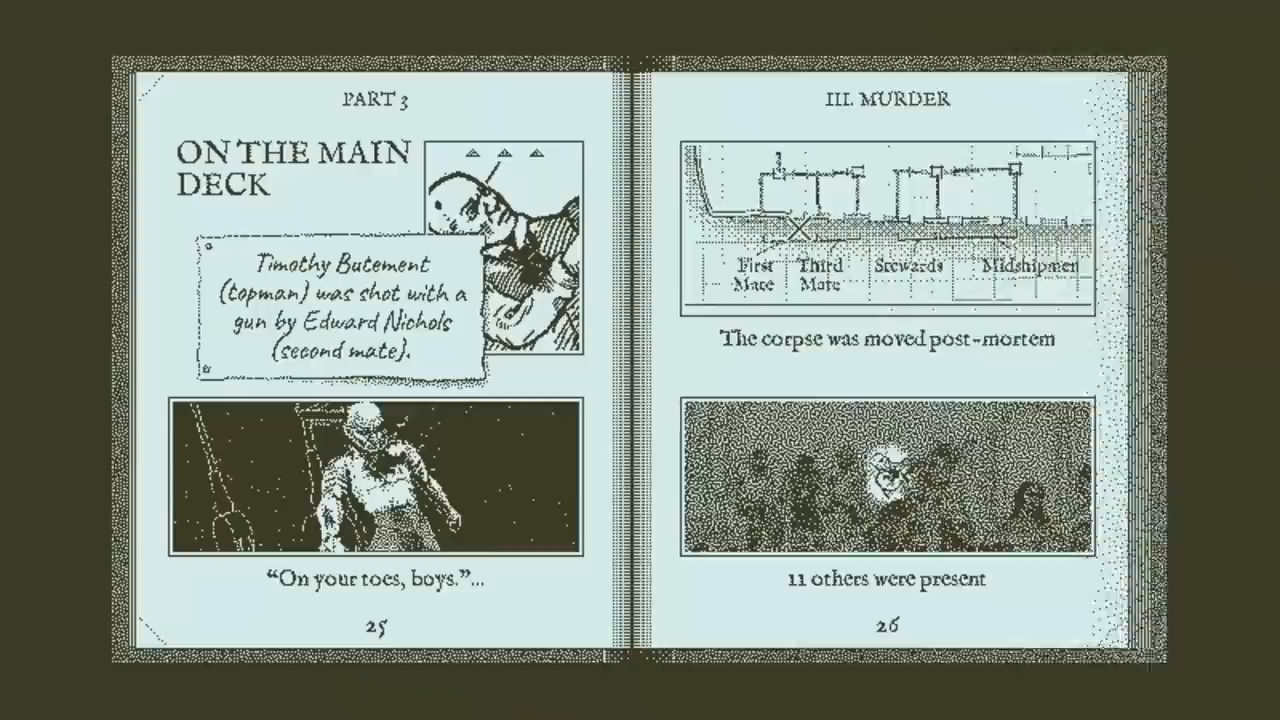 PART 3
ON THE MAIN
DECK
Timothy Butement
(topman) was shot with a
gun by Edward Nichols
(second mate).
“On your toes, boys.”...
25
III. MURDER
First Third Stewards Midshipmen
Mate Mate
The corpse was moved post-mortem
11 others were present
26